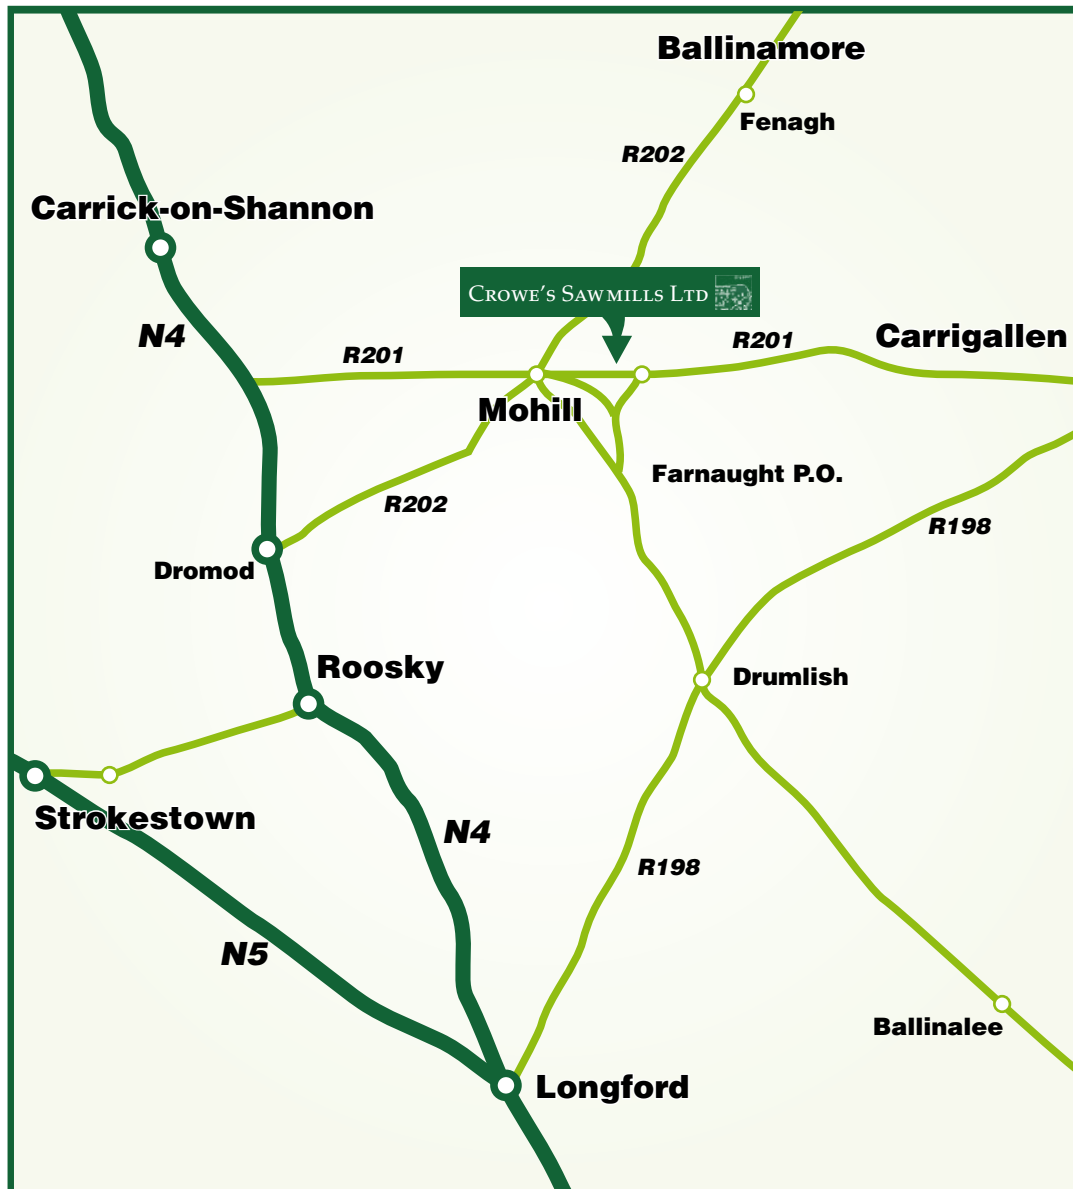 Ballinamore
Fenagh
R202
Carrick-on-Shannon
CROWE'S SAWMILLS LTD
N4
R201
R201
Carrigallen
Mohill
Farnaught P.O.
R202
R198
Dromod
Roosky
Drumlish
Strokestown
N4
R198
N5
Ballinalee
Longford